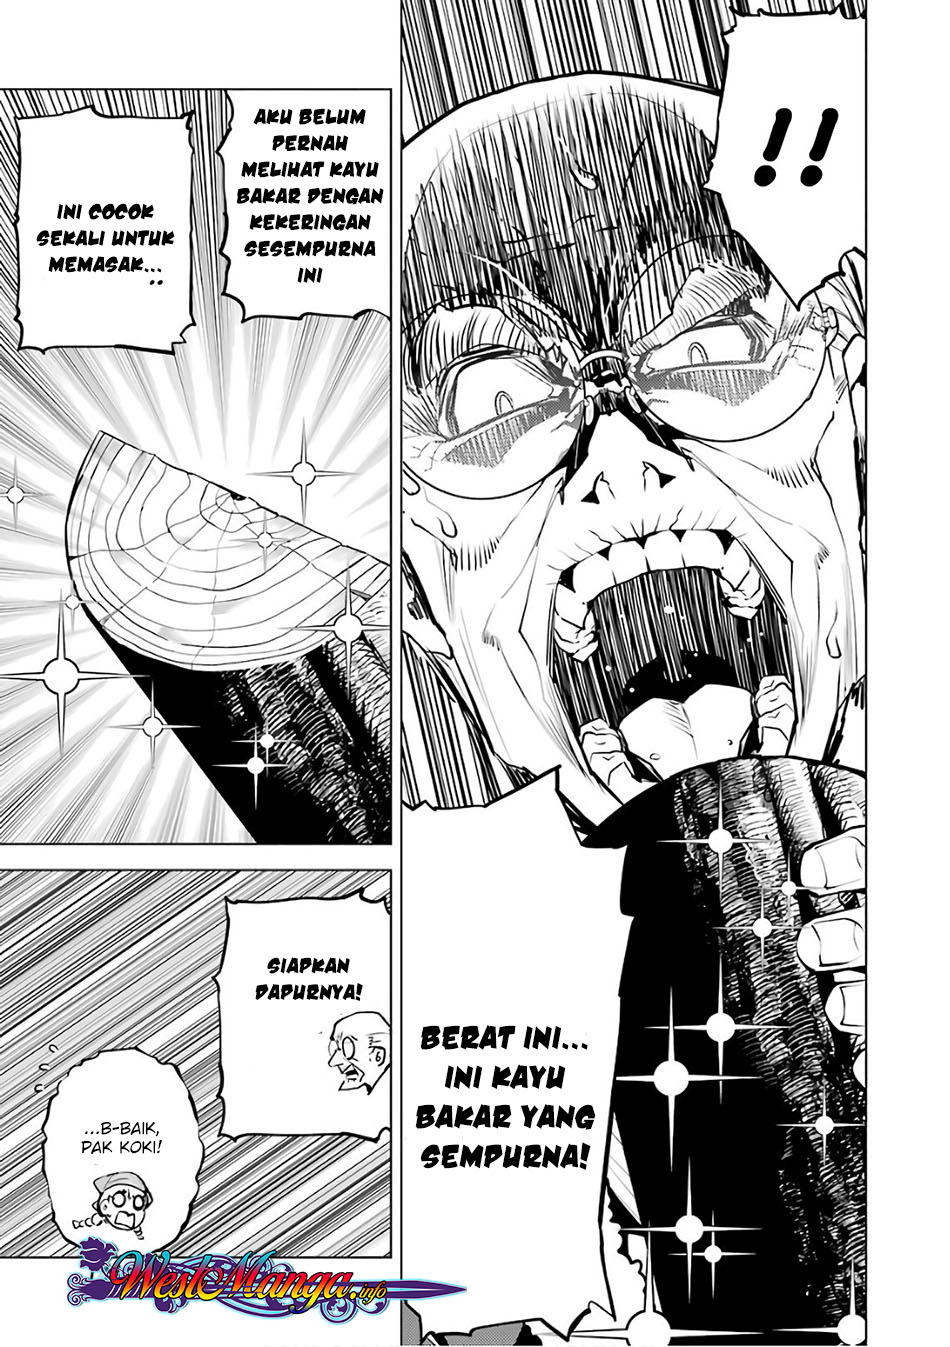 !!
BERAT INI...
INI KAYU
BAKAR YANG
SEMPURNA!
AKU BELUM
PERNAH
MELIHAT KAYU
BAKAR DENGAN
KEKERINGAN
SESEMPURNA
INI
INI COCOK
SEKALI UNTUK
MEMASAK...
SIAPKAN
DAPURNYA!
...B-BAIK,
PAK KOKI!
WestManga.info